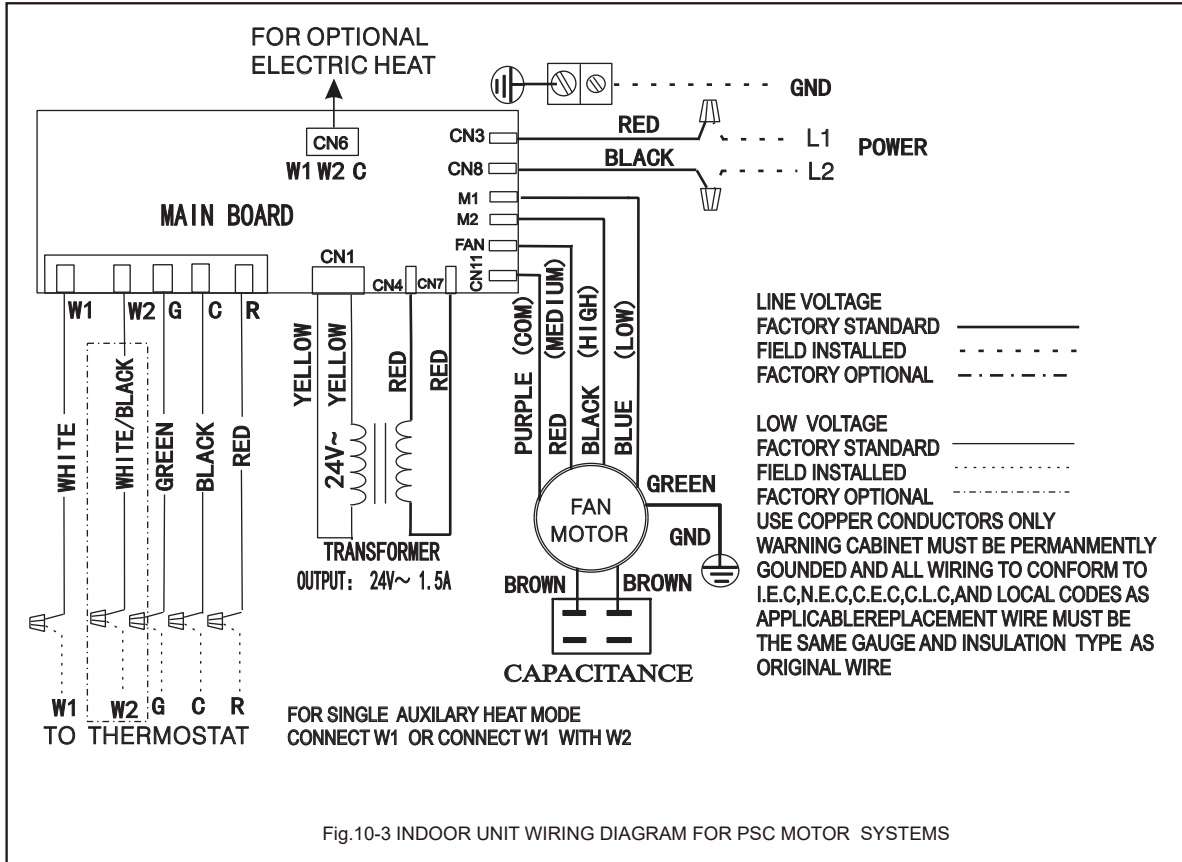 FOR OPTIONAL
ELECTRIC HEAT
GND
CN6
W1 W2 C
CN3
RED
L1
POWER
CN8
BLACK
L2
M1
M2
FAN
CN11
MAIN BOARD
CN1
CN4
CN7
W1
W2
G
C
R
WHITE
WHITE/BLACK
GREEN
BLACK
RED
YELLOW
YELLOW
24V~
RED
RED
TRANSFORMER
OUTPUT: 24V~ 1.5A
PURPLE (COM)
RED (MEDIUM)
BLACK (HIGH)
BLUE (LOW)
FAN
MOTOR
GREEN
GND
BROWN
BROWN
CAPACITANCE
LINE VOLTAGE
FACTORY STANDARD
FIELD INSTALLED
FACTORY OPTIONAL
LOW VOLTAGE
FACTORY STANDARD
FIELD INSTALLED
FACTORY OPTIONAL
USE COPPER CONDUCTORS ONLY
WARNING CABINET MUST BE PERMANMENTLY
GOUNDED AND ALL WIRING TO CONFORM TO
I.E.C,N.E.C,C.E.C,C.L.C,AND LOCAL CODES AS
APPLICABLEREPLACEMENT WIRE MUST BE
THE SAME GAUGE AND INSULATION TYPE AS
ORIGINAL WIRE
W1 W2 G C R
TO THERMOSTAT
FOR SINGLE AUXILARY HEAT MODE
CONNECT W1 OR CONNECT W1 WITH W2
Fig.10-3 INDOOR UNIT WIRING DIAGRAM FOR PSC MOTOR SYSTEMS